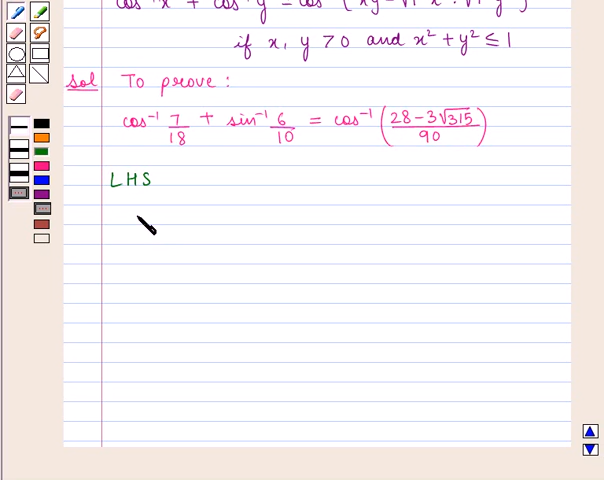 if x, y > 0 and x² + y² ≤ 1
Sol To prove :
cos⁻¹ 7/18 + sin⁻¹ 6/10 = cos⁻¹ ( (28 - 3√315)/90 )
LHS